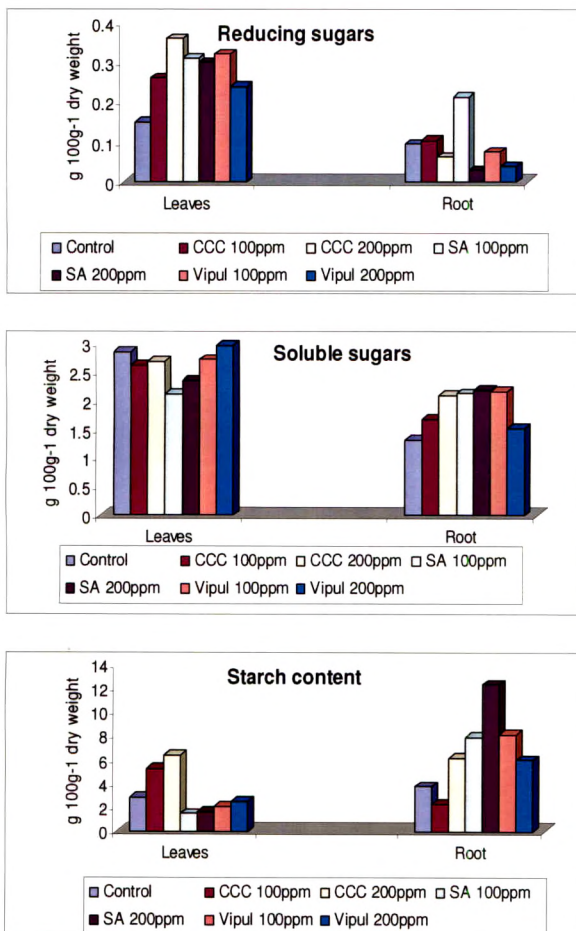 Reducing sugars
g 100g-1 dry weight
0.4
0.3
0.2
0.1
0
Leaves Root
Control CCC 100ppm CCC 200ppm SA 100ppm
SA 200ppm Vipul 100ppm Vipul 200ppm
Soluble sugars
g 100g-1 dry weight
3
2.5
2
1.5
1
0.5
0
Leaves Root
Control CCC 100ppm CCC 200ppm SA 100ppm
SA 200ppm Vipul 100ppm Vipul 200ppm
Starch content
g 100g-1 dry weight
14
12
10
8
6
4
2
0
Leaves Root
Control CCC 100ppm CCC 200ppm SA 100ppm
SA 200ppm Vipul 100ppm Vipul 200ppm